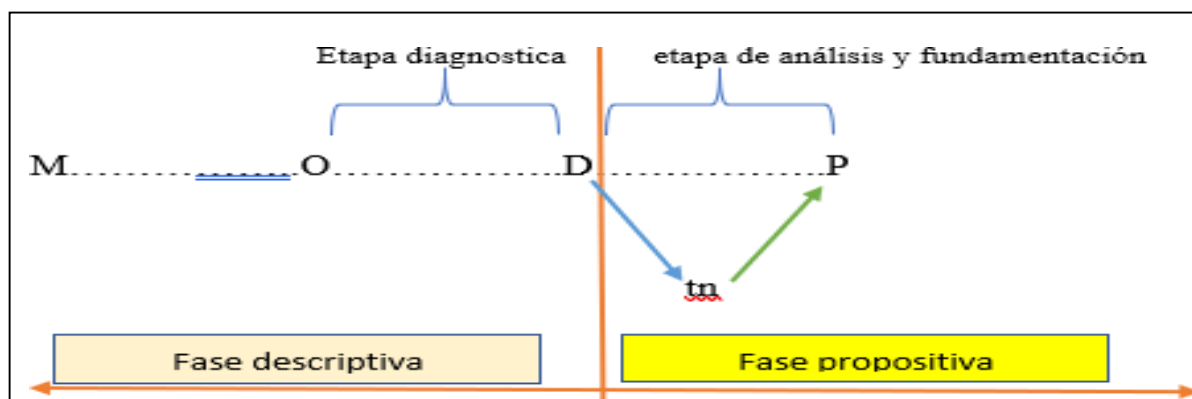 Etapa diagnostica etapa de análisis y fundamentación
M....................O....................D....................P
tn
Fase descriptiva Fase propositiva